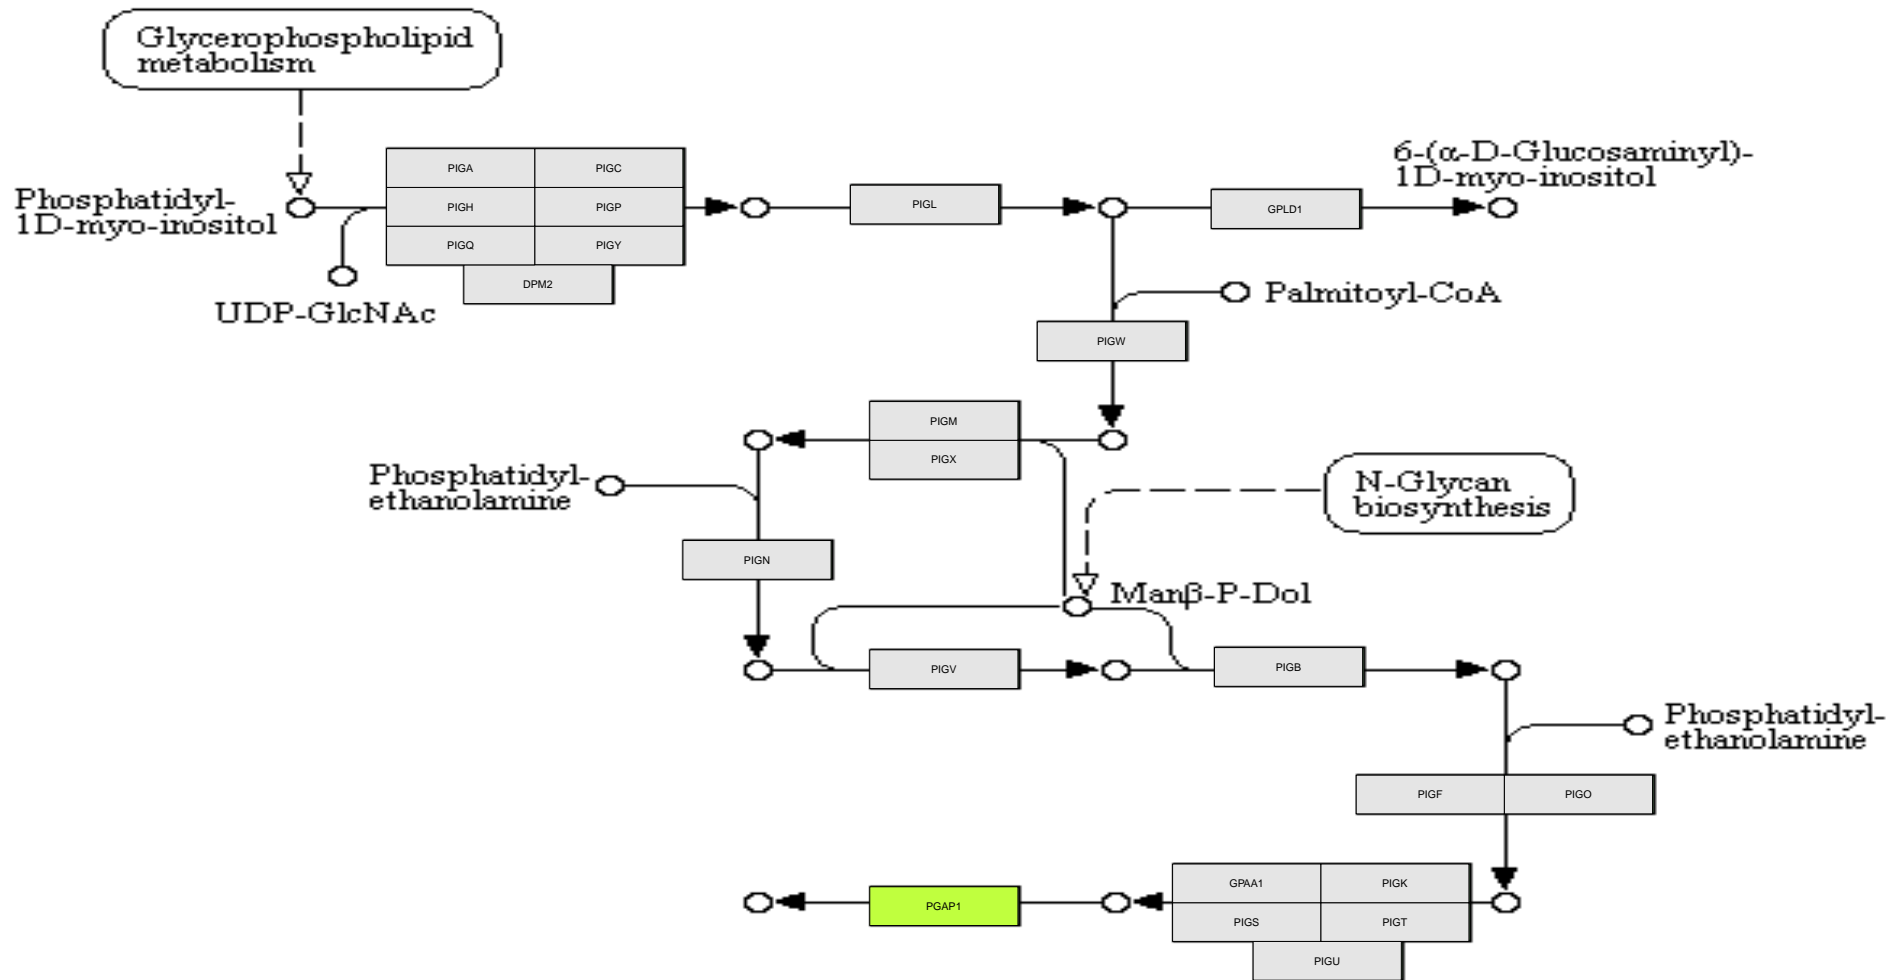 Glycerophospholipid
metabolism
Phosphatidyl-
1D-myo-inositol
UDP-GlcNAc
PIGA
PIGC
PIGH
PIGP
PIGQ
PIGY
DPM2
PIGL
GPLD1
6-(α-D-Glucosaminyl)-
1D-myo-inositol
Palmitoyl-CoA
PIGW
PIGM
PIGX
Phosphatidyl-
ethanolamine
N-Glycan
biosynthesis
PIGN
Manβ-P-Dol
PIGV
PIGB
Phosphatidyl-
ethanolamine
PIGF
PIGO
GPAA1
PIGK
PIGS
PIGT
PIGU
PGAP1